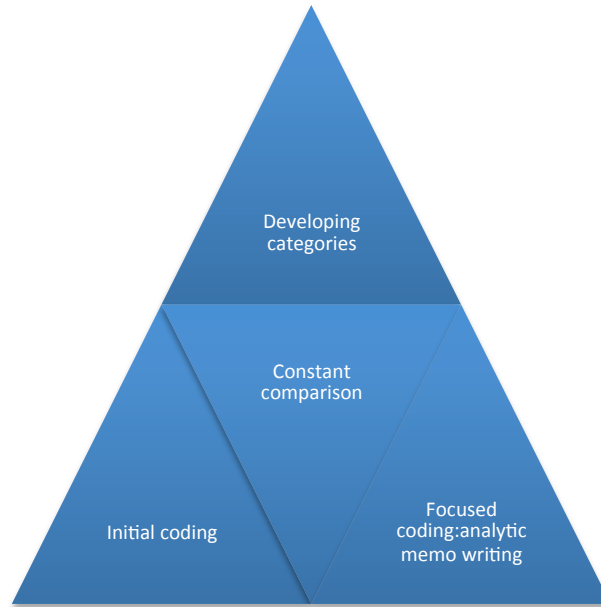 Developing
categories
Constant
comparison
Initial coding
Focused
coding:analytic
memo writing